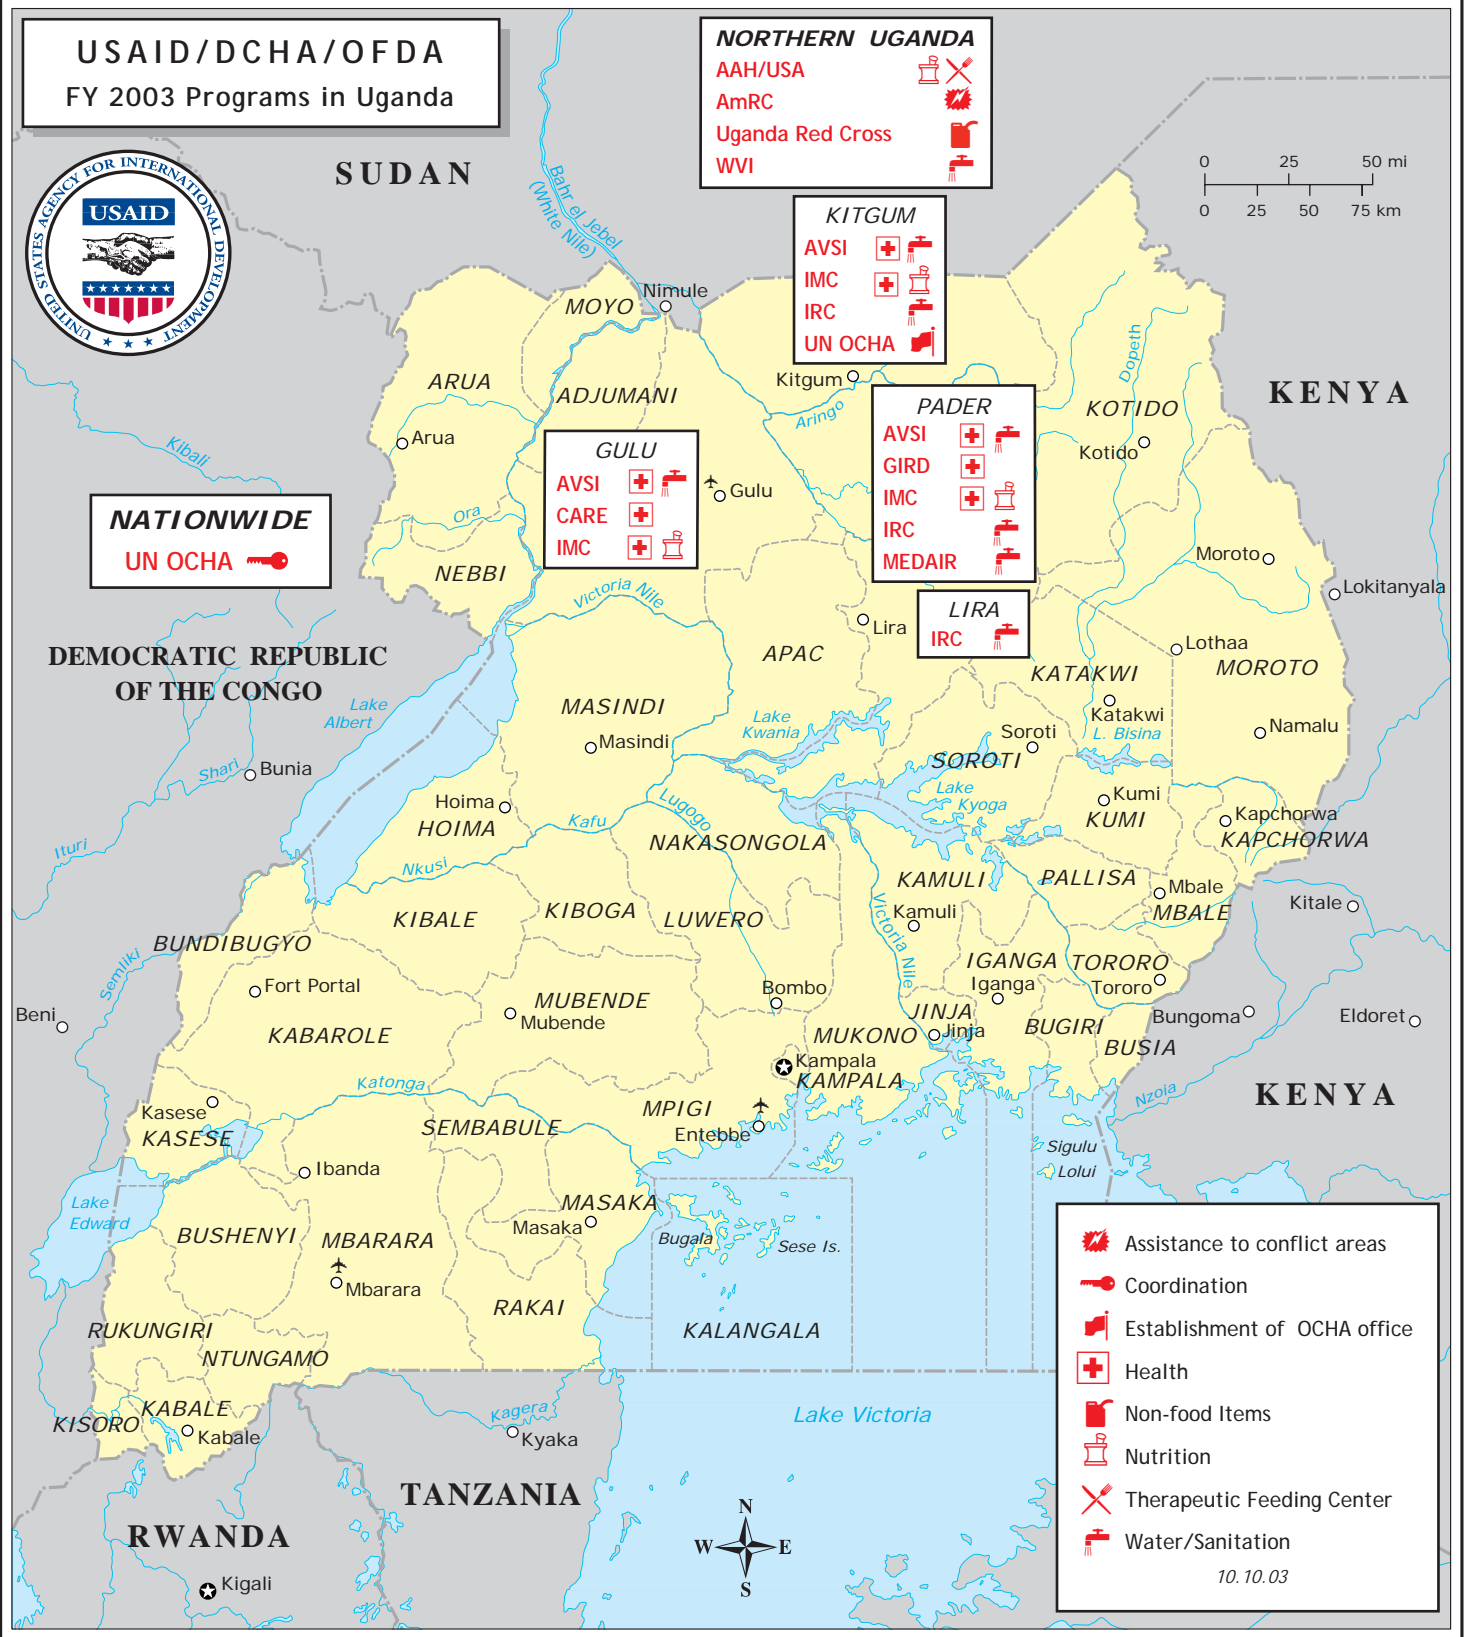 USAID/DCHA/OFDA
FY 2003 Programs in Uganda
UNITED STATES AGENCY FOR INTERNATIONAL DEVELOPMENT
USAID
NORTHERN UGANDA
AAH/USA
AmRC
Uganda Red Cross
WVI
0 25 50 mi
0 25 50 75 km
SUDAN
Bahr el Jebel
(White Nile)
KITGUM
AVSI
IMC
IRC
UN OCHA
Nimule
MOYO
ARUA
ADJUMANI
Arua
Kitgum
Aringo
Dopeth
KOTIDO
Kotido
KENYA
PADER
AVSI
GIRD
IMC
IRC
MEDAIR
GULU
AVSI
CARE
IMC
Gulu
Kibali
NATIONWIDE
UN OCHA
Ora
NEBBI
Victoria Nile
Moroto
Lokitanyala
LIRA
IRC
Lira
APAC
Lothaa
MOROTO
KATAKWI
Katakwi
L. Bisina
Namalu
DEMOCRATIC REPUBLIC
OF THE CONGO
Lake
Albert
MASINDI
Masindi
Lake
Kwania
Soroti
SOROTI
Shari
Bunia
Lake
Kyoga
Kumi
KUMI
Kapchorwa
KAPCHORWA
Hoima
HOIMA
Kafu
Lugogo
NAKASONGOLA
Ituri
Nkusi
KAMULI
Kamuli
PALLISA
Mbale
MBALE
Kitale
KIBALE
KIBOGA
LUWERO
Victoria Nile
BUNDIBUGYO
Semliki
Fort Portal
IGANGA
Iganga
TORORO
Tororo
Beni
KABAROLE
MUBENDE
Mubende
Bombo
MUKONO
JINJA
Jinja
BUGIRI
BUSIA
Bungoma
Eldoret
Kampala
KAMPALA
Katonga
Kasese
KASESE
MPIGI
Entebbe
SEMBABULE
Nzoia
KENYA
Sigulu
Lolui
Ibanda
Lake
Edward
BUSHENYI
MBARARA
Mbarara
MASAKA
Masaka
Bugala
Sese Is.
RAKAI
KALANGALA
RUKUNGIRI
NTUNGAMO
KABALE
Kabale
KISORO
Kagera
Kyaka
Lake Victoria
TANZANIA
RWANDA
Kigali
N
W E
S
Assistance to conflict areas
Coordination
Establishment of OCHA office
Health
Non-food Items
Nutrition
Therapeutic Feeding Center
Water/Sanitation
10.10.03